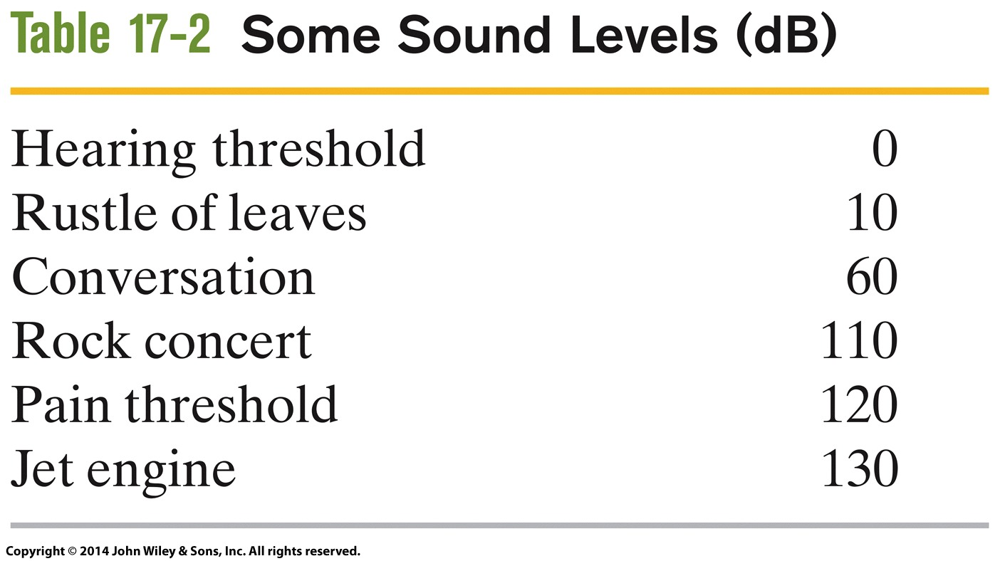 Table 17-2 Some Sound Levels (dB)
Hearing threshold 0
Rustle of leaves 10
Conversation 60
Rock concert 110
Pain threshold 120
Jet engine 130
Copyright © 2014 John Wiley & Sons, Inc. All rights reserved.